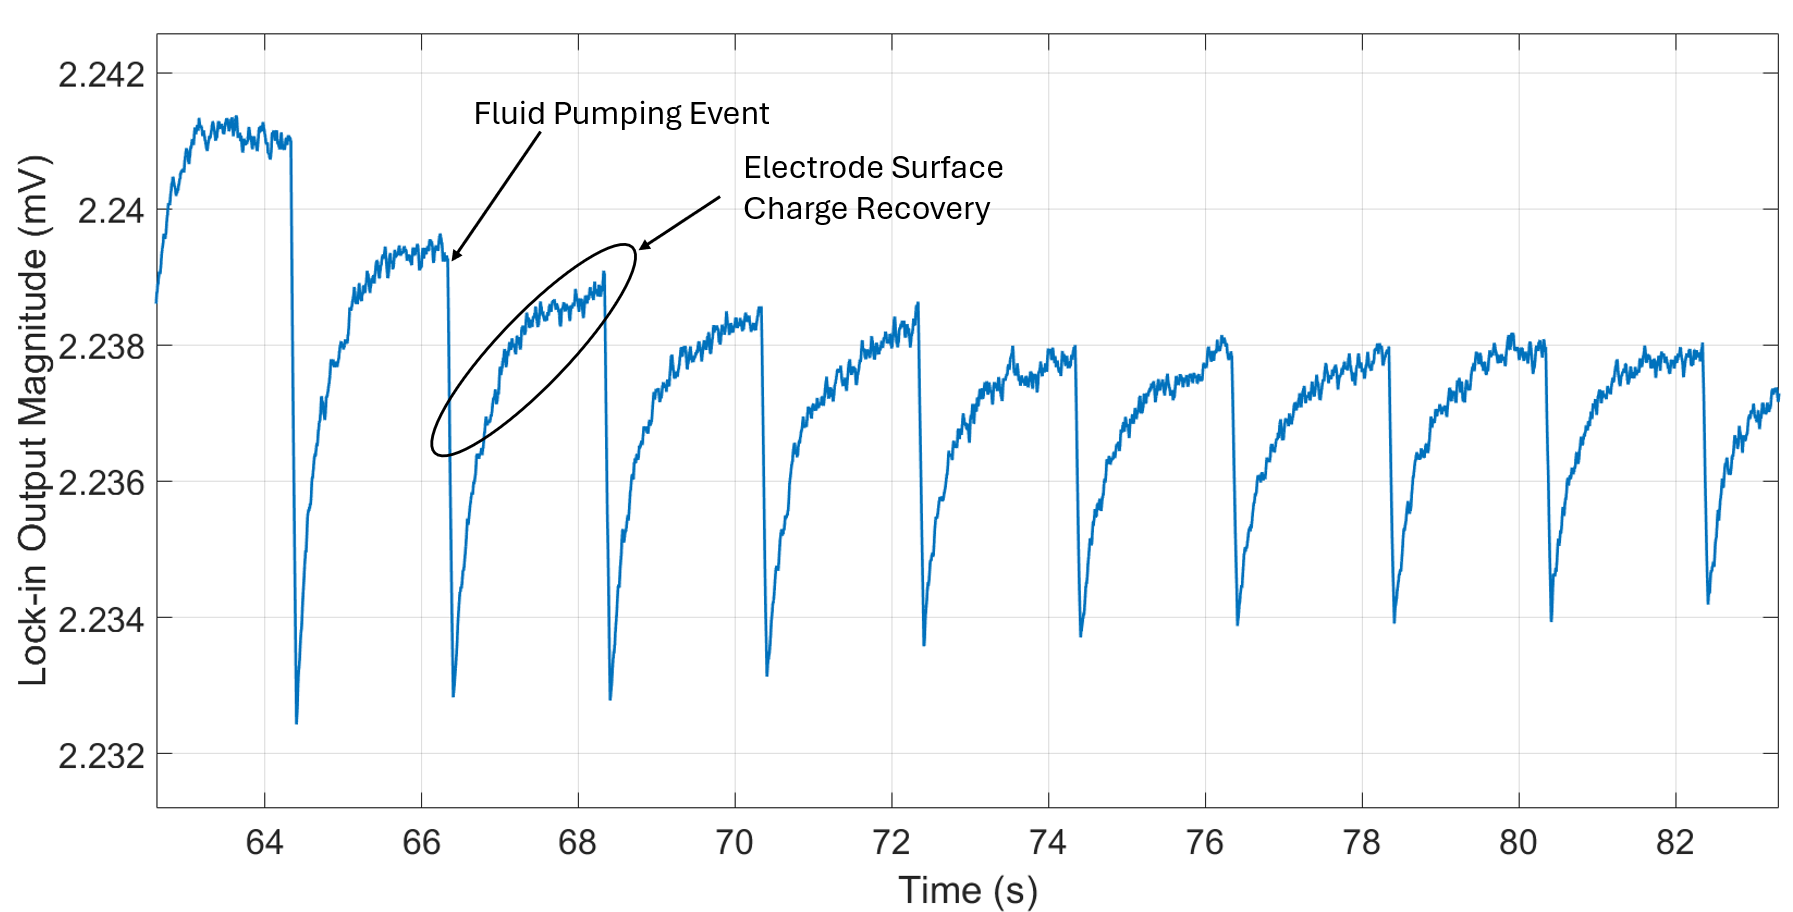 Fluid Pumping Event
Electrode Surface
Charge Recovery
Lock-in Output Magnitude (mV)
2.242
2.24
2.238
2.236
2.234
2.232
64 66 68 70 72 74 76 78 80 82
Time (s)